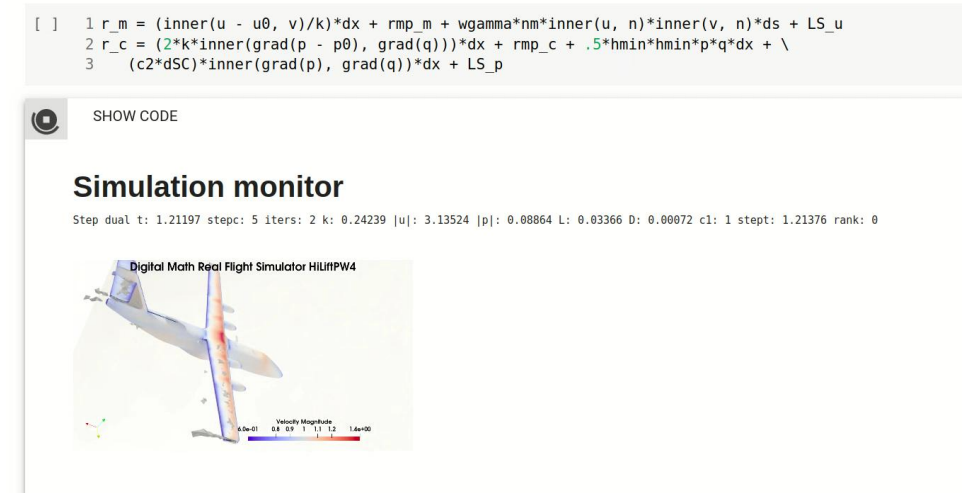 [ ] 1 r_m = (inner(u - u0, v)/k)*dx + rmp_m + wgamma*nm*inner(u, n)*inner(v, n)*ds + LS_u
2 r_c = (2*k*inner(grad(p - p0), grad(q)))*dx + rmp_c + .5*hmin*hmin*p*q*dx + \
3 (c2*dSC)*inner(grad(p), grad(q))*dx + LS_p
SHOW CODE
Simulation monitor
Step dual t: 1.21197 stepc: 5 iters: 2 k: 0.24239 |u|: 3.13524 |p|: 0.08864 L: 0.03366 D: 0.00072 c1: 1 stept: 1.21376 rank: 0
Digital Math Real Flight Simulator HiLiftPW4
Velocity Magnitude
6.0e-01 0.8 0.9 1 1.1 1.2 1.4e+00